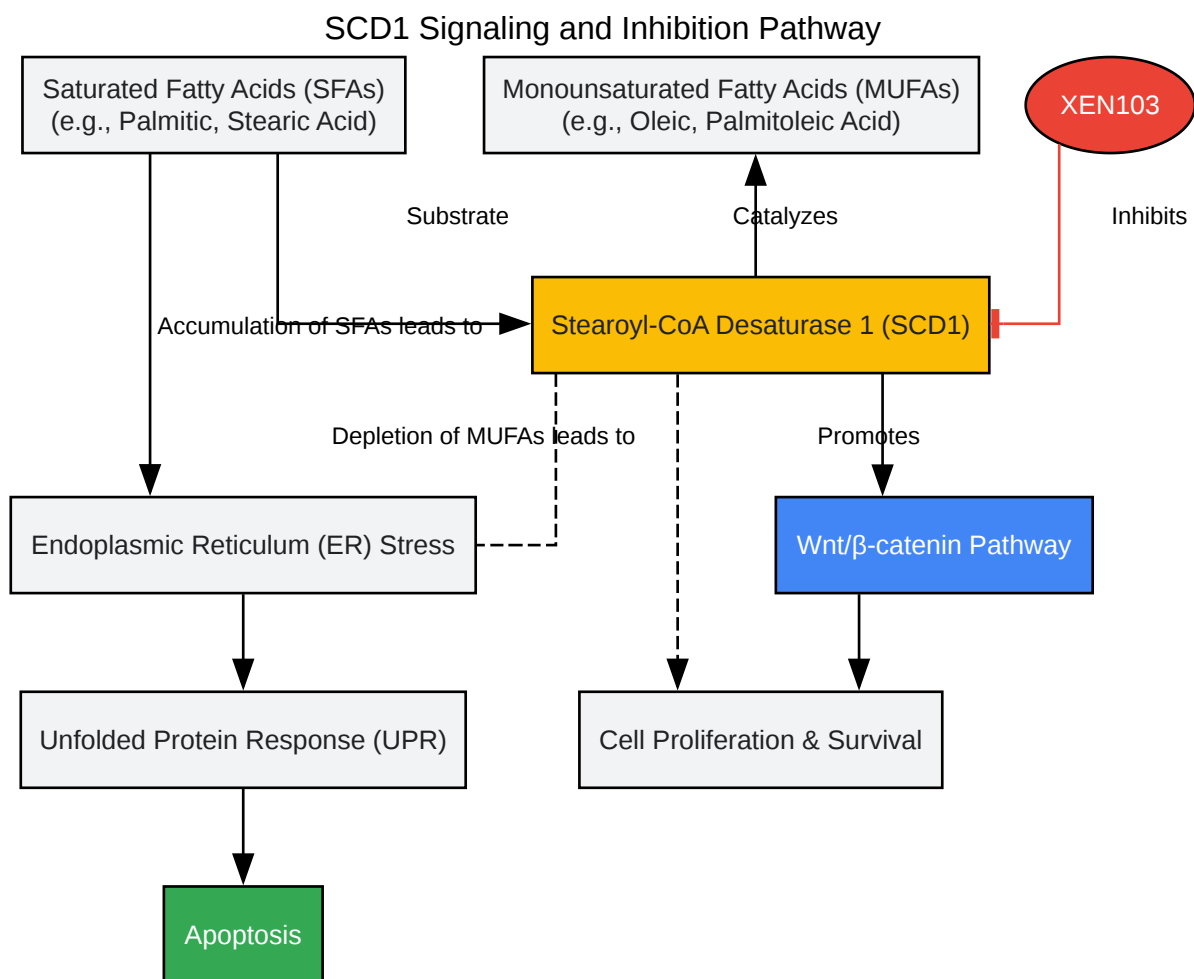 SCD1 Signaling and Inhibition Pathway
Saturated Fatty Acids (SFAs)
(e.g., Palmitic, Stearic Acid)
Monounsaturated Fatty Acids (MUFAs)
(e.g., Oleic, Palmitoleic Acid)
XEN103
Substrate
Catalyzes
Inhibits
Accumulation of SFAs leads to
Stearoyl-CoA Desaturase 1 (SCD1)
Depletion of MUFAs leads to
Promotes
Endoplasmic Reticulum (ER) Stress
Wnt/β-catenin Pathway
Unfolded Protein Response (UPR)
Cell Proliferation & Survival
Apoptosis